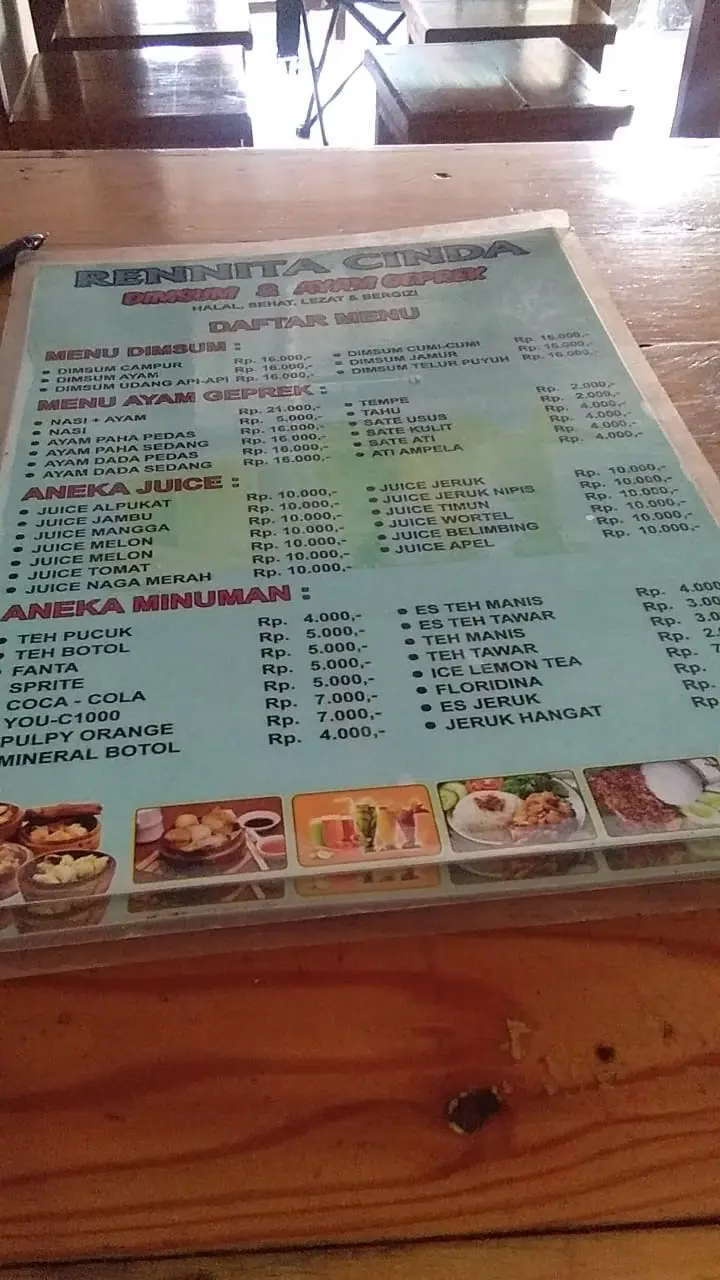 RENNITA CINDA
DIMSUM & AYAM GEPREK
HALAL, SEHAT, LEZAT & BERGIZI
DAFTAR MENU
MENU DIMSUM :
• DIMSUM CAMPUR Rp. 16.000,-
• DIMSUM AYAM Rp. 16.000,-
• DIMSUM UDANG API-API Rp. 16.000,-
• DIMSUM CUMI-CUMI Rp. 16.000,-
• DIMSUM JAMUR Rp. 16.000,-
• DIMSUM TELUR PUYUH Rp. 16.000,-
MENU AYAM GEPREK :
• NASI + AYAM Rp. 21.000,-
• NASI Rp. 5.000,-
• AYAM PAHA PEDAS Rp. 16.000,-
• AYAM PAHA SEDANG Rp. 16.000,-
• AYAM DADA PEDAS Rp. 16.000,-
• AYAM DADA SEDANG Rp. 16.000,-
• TEMPE Rp. 2.000,-
• TAHU Rp. 2.000,-
• SATE USUS Rp. 4.000,-
• SATE KULIT Rp. 4.000,-
• SATE ATI Rp. 4.000,-
• ATI AMPELA Rp. 4.000,-
ANEKA JUICE :
• JUICE ALPUKAT Rp. 10.000,-
• JUICE JAMBU Rp. 10.000,-
• JUICE MANGGA Rp. 10.000,-
• JUICE MELON Rp. 10.000,-
• JUICE MELON Rp. 10.000,-
• JUICE TOMAT Rp. 10.000,-
• JUICE NAGA MERAH Rp. 10.000,-
• JUICE JERUK Rp. 10.000,-
• JUICE JERUK NIPIS Rp. 10.000,-
• JUICE TIMUN Rp. 10.000,-
• JUICE WORTEL Rp. 10.000,-
• JUICE BELIMBING Rp. 10.000,-
• JUICE APEL Rp. 10.000,-
ANEKA MINUMAN :
• TEH PUCUK
• TEH BOTOL
• FANTA
SPRITE
COCA - COLA
YOU-C1000
PULPY ORANGE
MINERAL BOTOL
Rp. 4.000,-
Rp. 5.000,-
Rp. 5.000,-
Rp. 5.000,-
Rp. 7.000,-
Rp. 7.000,-
Rp. 4.000,-
• ES TEH MANIS
• ES TEH TAWAR
• TEH MANIS
• TEH TAWAR
• ICE LEMON TEA
• FLORIDINA
• ES JERUK
• JERUK HANGAT
Rp. 4.000
Rp. 3.00
Rp. 3.0
Rp. 2.
Rp. 7
Rp.
Rp.
Rp